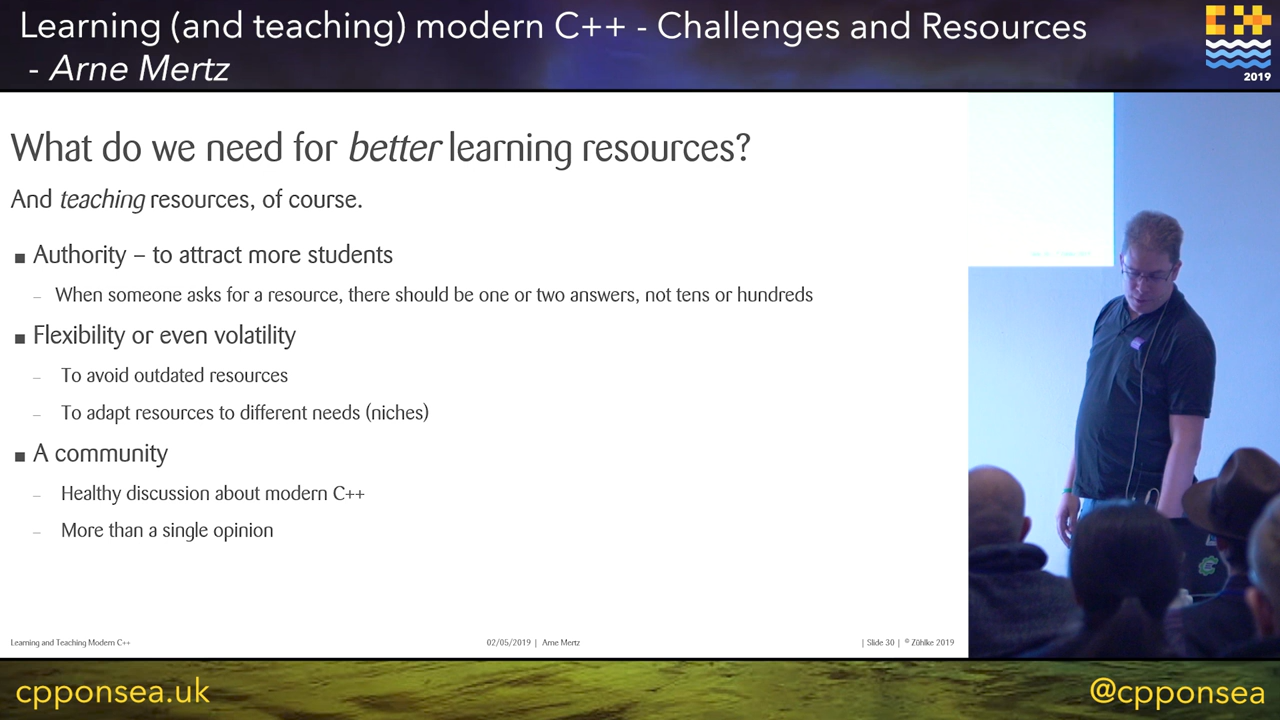 Learning (and teaching) modern C++ - Challenges and Resources
- Arne Mertz
2019
What do we need for better learning resources?
And teaching resources, of course.
■ Authority – to attract more students
– When someone asks for a resource, there should be one or two answers, not tens or hundreds
■ Flexibility or even volatility
– To avoid outdated resources
– To adapt resources to different needs (niches)
■ A community
– Healthy discussion about modern C++
– More than a single opinion
Learning and Teaching Modern C++
02/05/2019 | Arne Mertz
| Slide 30 | © Zühlke 2019
cpponsea.uk
@cpponsea